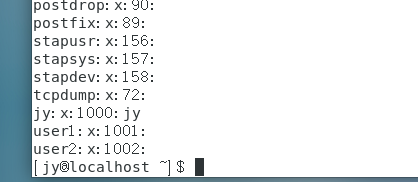 postdrop:x:90:
postfix:x:89:
stapusr:x:156:
stapsys:x:157:
stapdev:x:158:
tcpdump:x:72:
jy:x:1000:jy
user1:x:1001:
user2:x:1002:
[jy@localhost ~]$